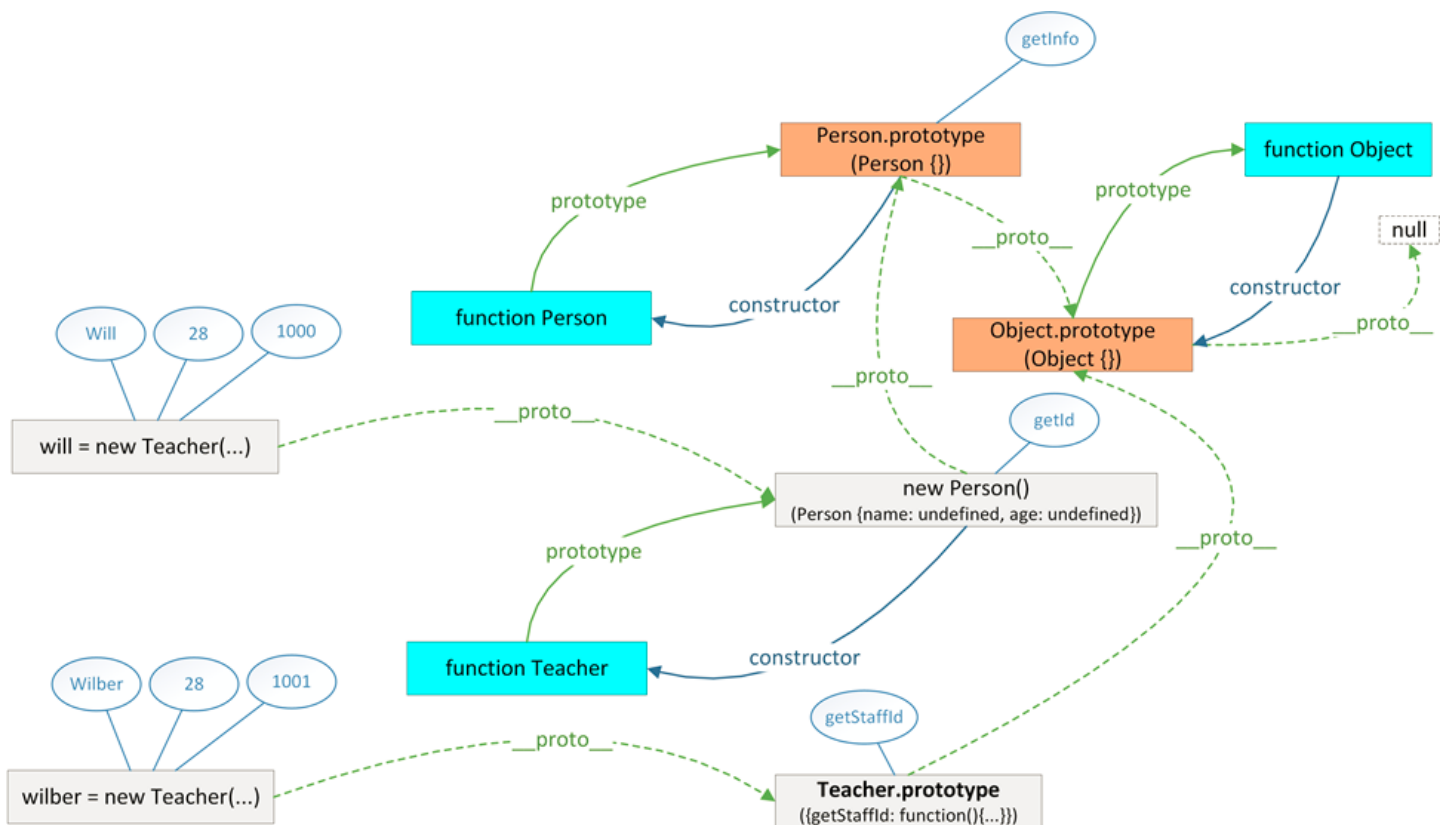 getInfo
Person.prototype
(Person {})
function Object
prototype
prototype
null
__proto__
constructor
constructor
function Person
Object.prototype
(Object {})
__proto__
Will
28
1000
__proto__
__proto__
getId
will = new Teacher(...)
new Person()
(Person {name: undefined, age: undefined})
prototype
__proto__
function Teacher
constructor
Wilber
28
1001
getStaffId
__proto__
wilber = new Teacher(...)
Teacher.prototype
({getStaffId: function(){...}})